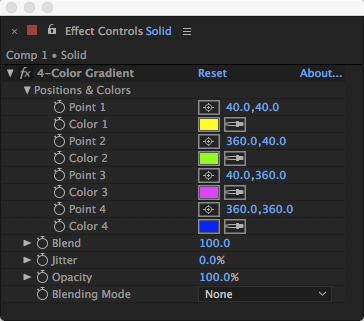 Effect Controls Solid
Comp 1 • Solid
fx 4-Color Gradient Reset About...
Positions & Colors
Point 1 40.0,40.0
Color 1
Point 2 360.0,40.0
Color 2
Point 3 40.0,360.0
Color 3
Point 4 360.0,360.0
Color 4
Blend 100.0
Jitter 0.0%
Opacity 100.0%
Blending Mode None